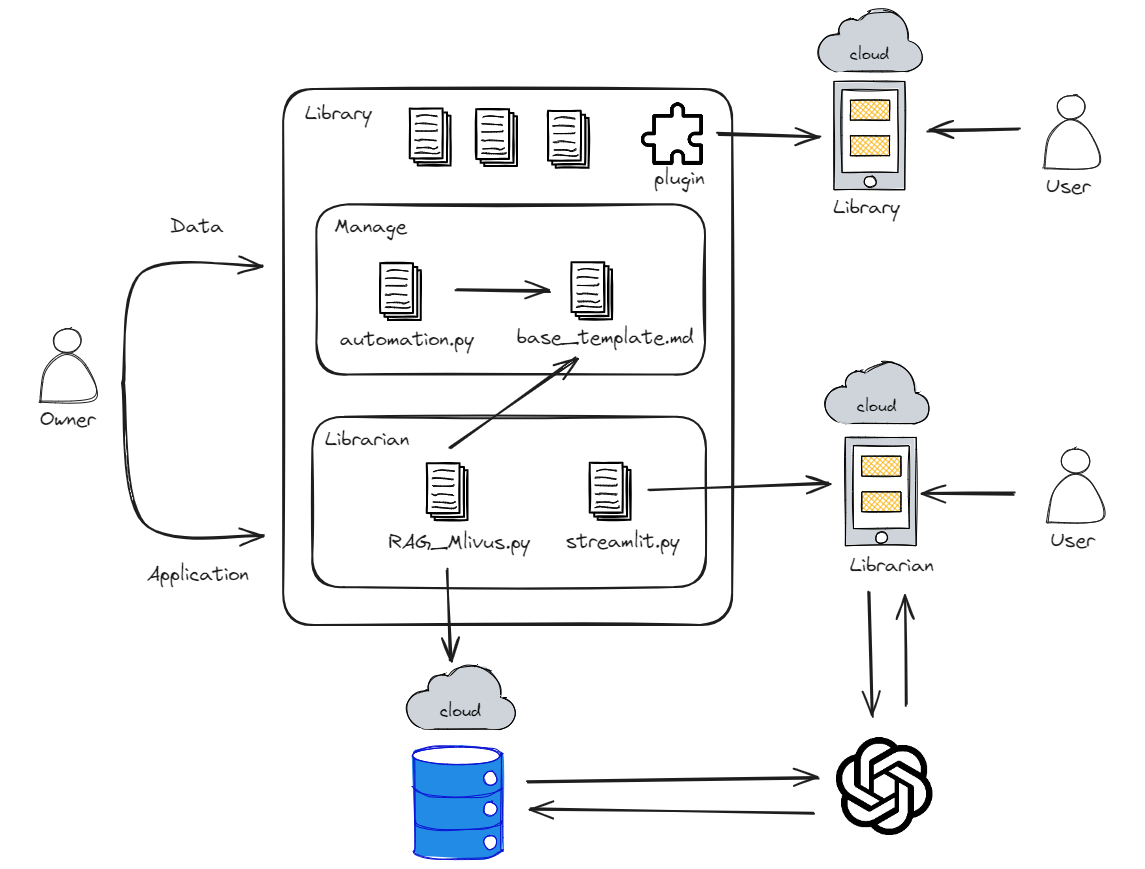 cloud
Library
plugin
User
Library
Data
Manage
automation.py
base_template.md
Owner
cloud
Librarian
RAG_Mlivus.py
streamlit.py
User
Librarian
Application
cloud